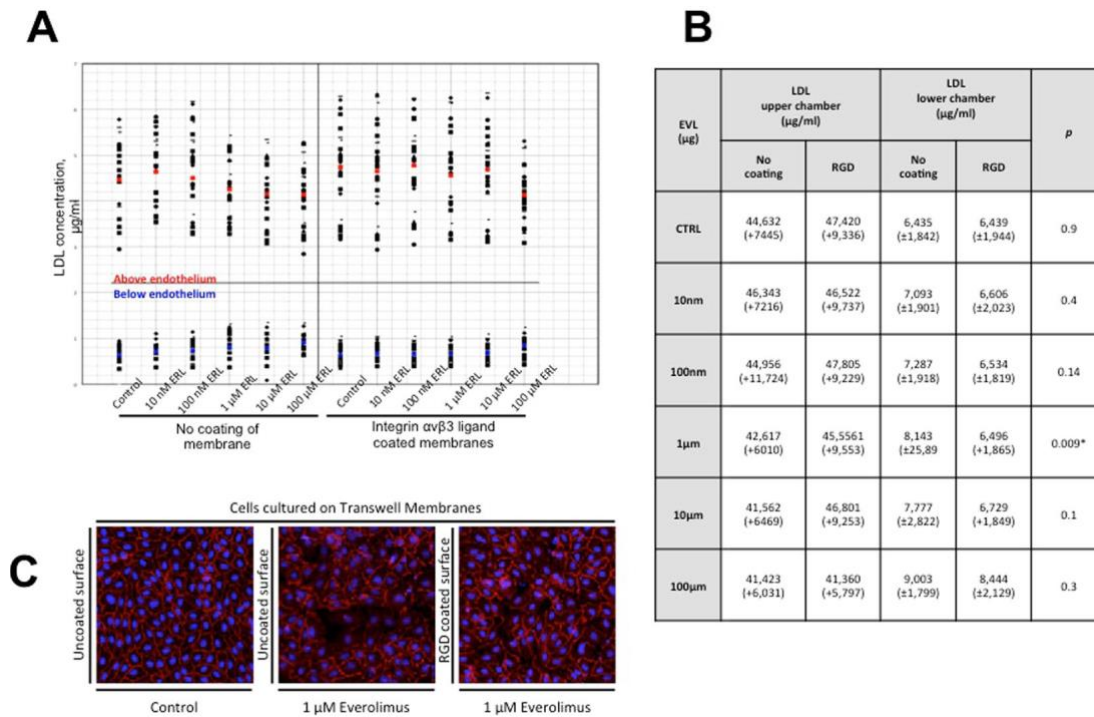 A
7
6
5
4
3
2
1
0
LDL concentration,
µg/ml
Above endothelium
Below endothelium
Control
10 nM ERL
100 nM ERL
1 µM ERL
10 µM ERL
100 µM ERL
Control
10 nM ERL
100 nM ERL
1 µM ERL
10 µM ERL
100 µM ERL
No coating of
membrane
Integrin αvβ3 ligand
coated membranes
B
EVL
(µg)
LDL
upper chamber
(µg/ml)
LDL
lower chamber
(µg/ml)
p
No
coating
RGD
No
coating
RGD
CTRL
44,632
(+7445)
47,420
(+9,336)
6,435
(±1,842)
6,439
(±1,944)
0.9
10nm
46,343
(+7216)
46,522
(+9,737)
7,093
(±1,901)
6,606
(±2,023)
0.4
100nm
44,956
(+11,724)
47,805
(+9,229)
7,287
(±1,918)
6,534
(±1,819)
0.14
1µm
42,617
(+6010)
45,5561
(+9,553)
8,143
(±25,89
6,496
(+1,865)
0.009*
10µm
41,562
(+6469)
46,801
(+9,253)
7,777
(±2,822)
6,729
(+1,849)
0.1
100µm
41,423
(+6,031)
41,360
(+5,797)
9,003
(±1,799)
8,444
(±2,129)
0.3
C
Cells cultured on Transwell Membranes
Uncoated surface
Uncoated surface
RGD coated surface
Control
1 µM Everolimus
1 µM Everolimus